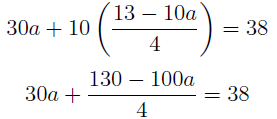 30a + 10 ( (13 − 10a) / 4 ) = 38
30a + (130 − 100a) / 4 = 38